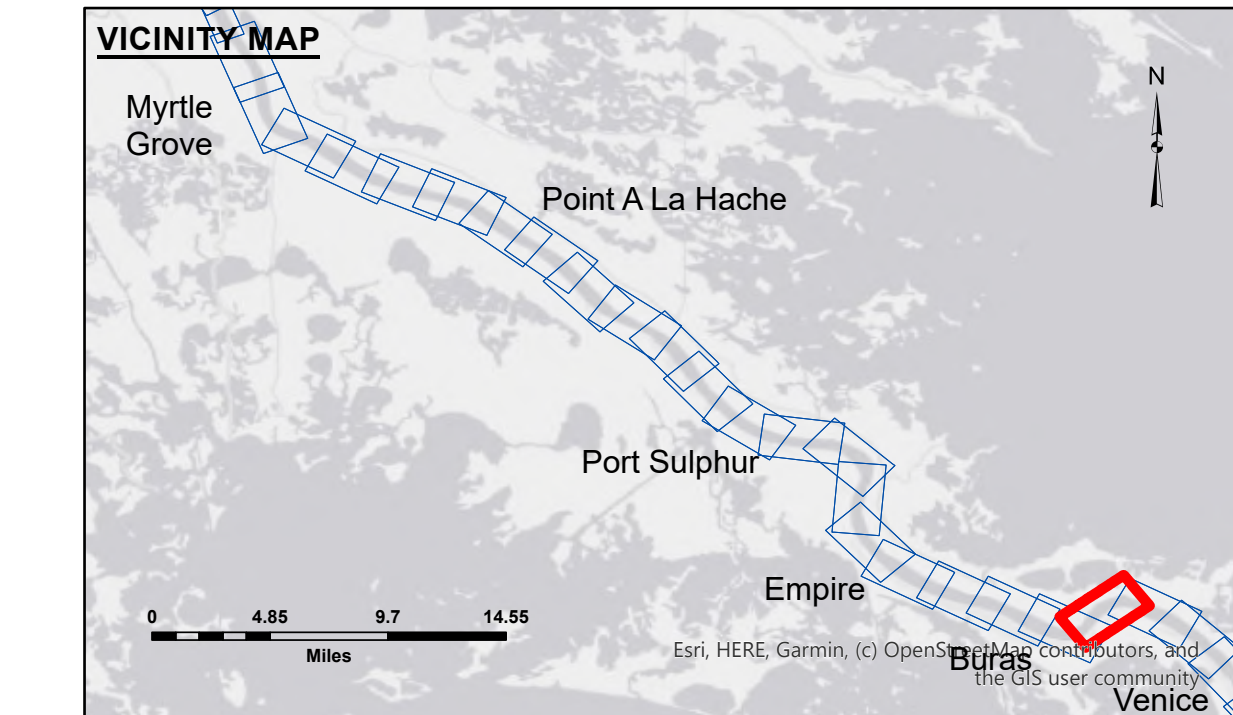 VICINITY MAP
N
Myrtle
Grove
Point A La Hache
Port Sulphur
Empire
0 4.85 9.7 14.55
Miles
Esri, HERE, Garmin, (c) OpenStreetMap contributors, and
Buras
the GIS user community
Venice